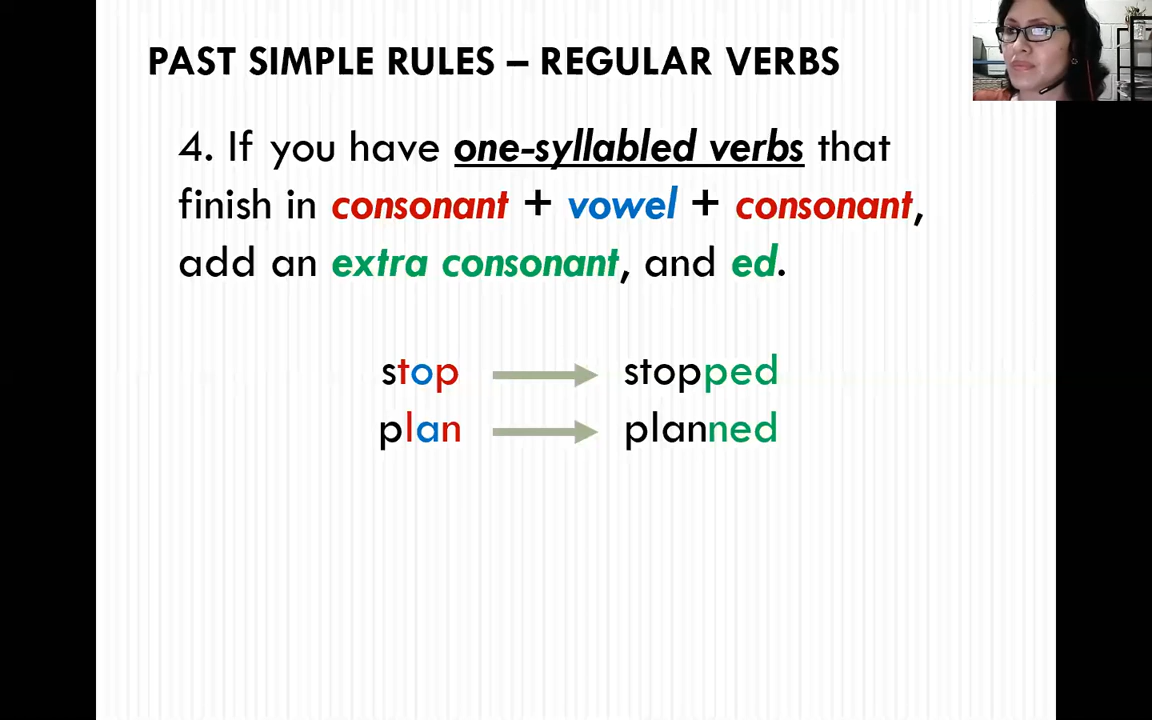 PAST SIMPLE RULES – REGULAR VERBS
4. If you have one-syllabled verbs that
finish in consonant + vowel + consonant,
add an extra consonant, and ed.
stop stopped
plan planned